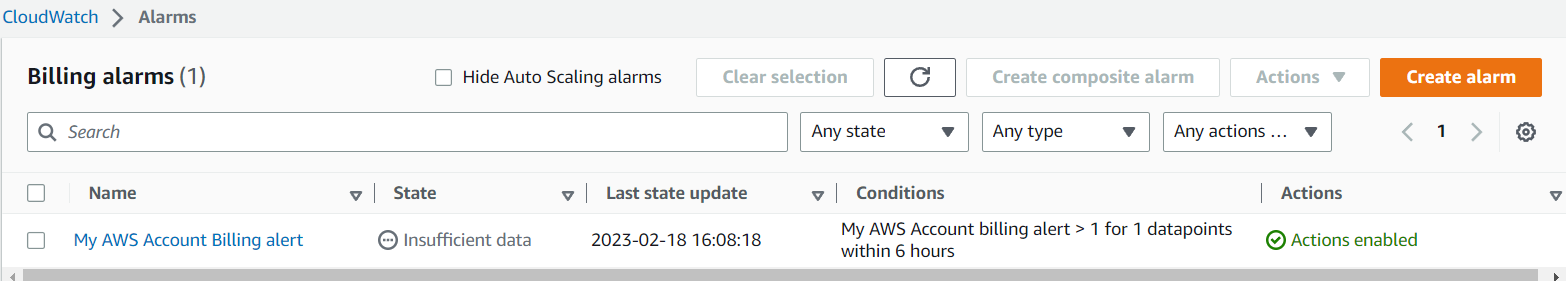 CloudWatch > Alarms
Billing alarms (1)
Hide Auto Scaling alarms
Clear selection
Create composite alarm
Actions
Create alarm
Search
Any state
Any type
Any actions ...
1
Name
State
Last state update
Conditions
Actions
My AWS Account Billing alert
Insufficient data
2023-02-18 16:08:18
My AWS Account billing alert > 1 for 1 datapoints
within 6 hours
Actions enabled